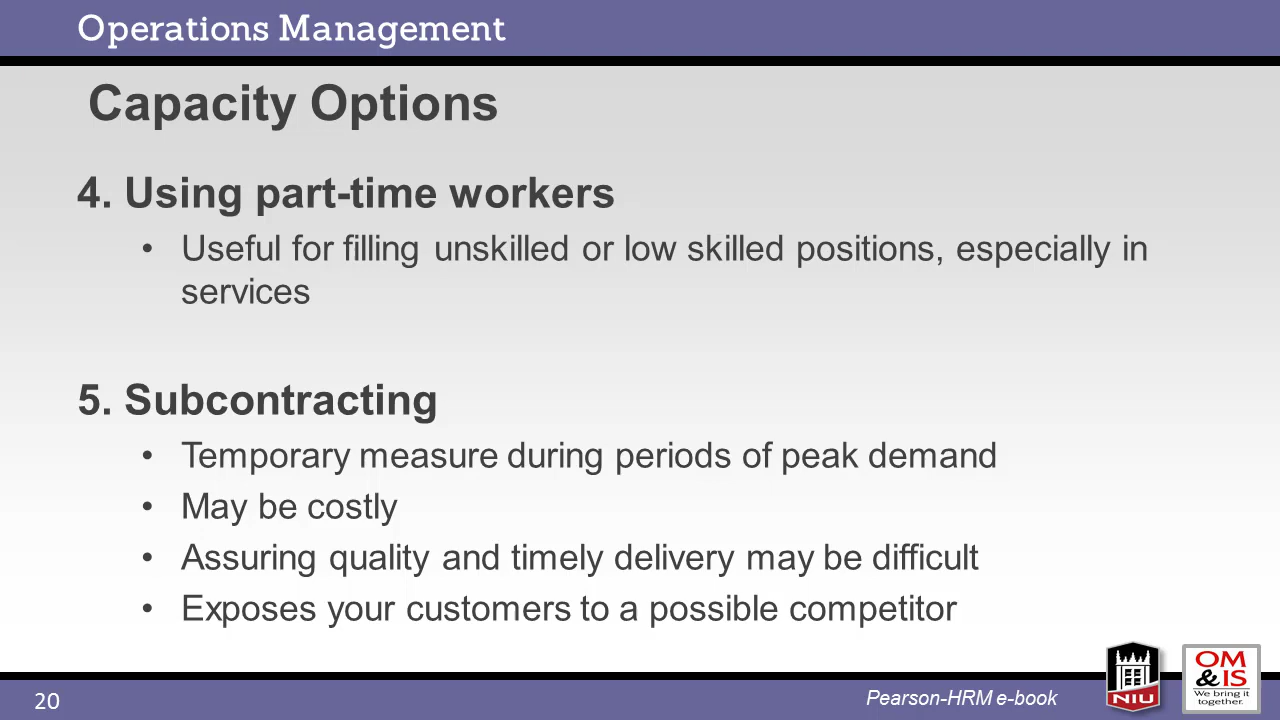 Operations Management
Capacity Options
4. Using part-time workers
• Useful for filling unskilled or low skilled positions, especially in
services
5. Subcontracting
• Temporary measure during periods of peak demand
• May be costly
• Assuring quality and timely delivery may be difficult
• Exposes your customers to a possible competitor
20
Pearson-HRM e-book
NIU
OM
&IS
We bring it
together.